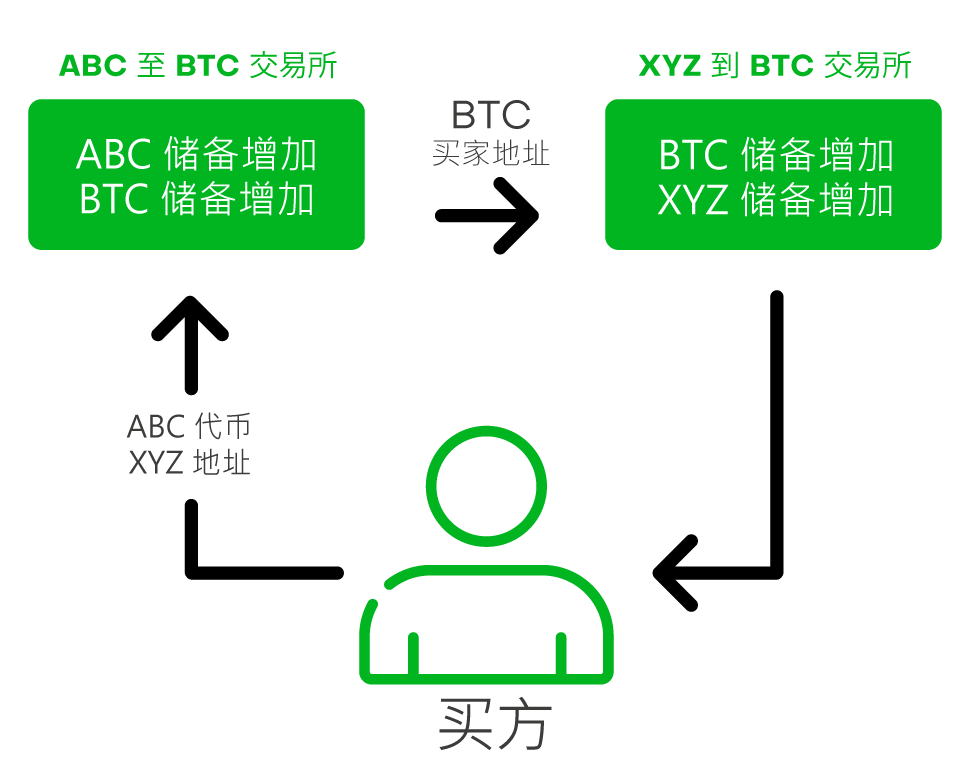 ABC 至 BTC 交易所
XYZ 到 BTC 交易所
ABC 储备增加
BTC 储备增加
BTC
买家地址
BTC 储备增加
XYZ 储备增加
ABC 代币
XYZ 地址
买方